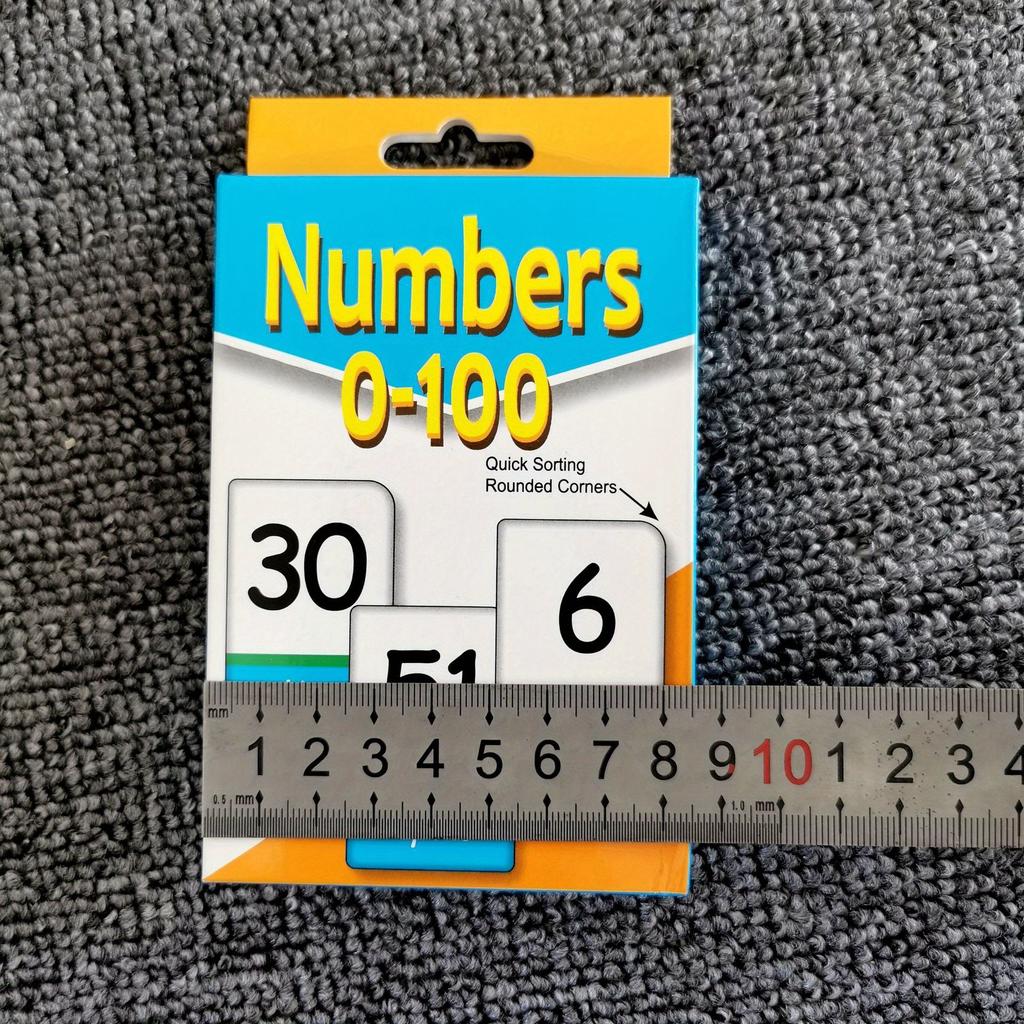 Numbers
0-100
Quick Sorting
Rounded Corners
30
6
51
mm
1 2 3 4 5 6 7 8 9 10 1 2 3 4
0.5 mm 1.0 mm